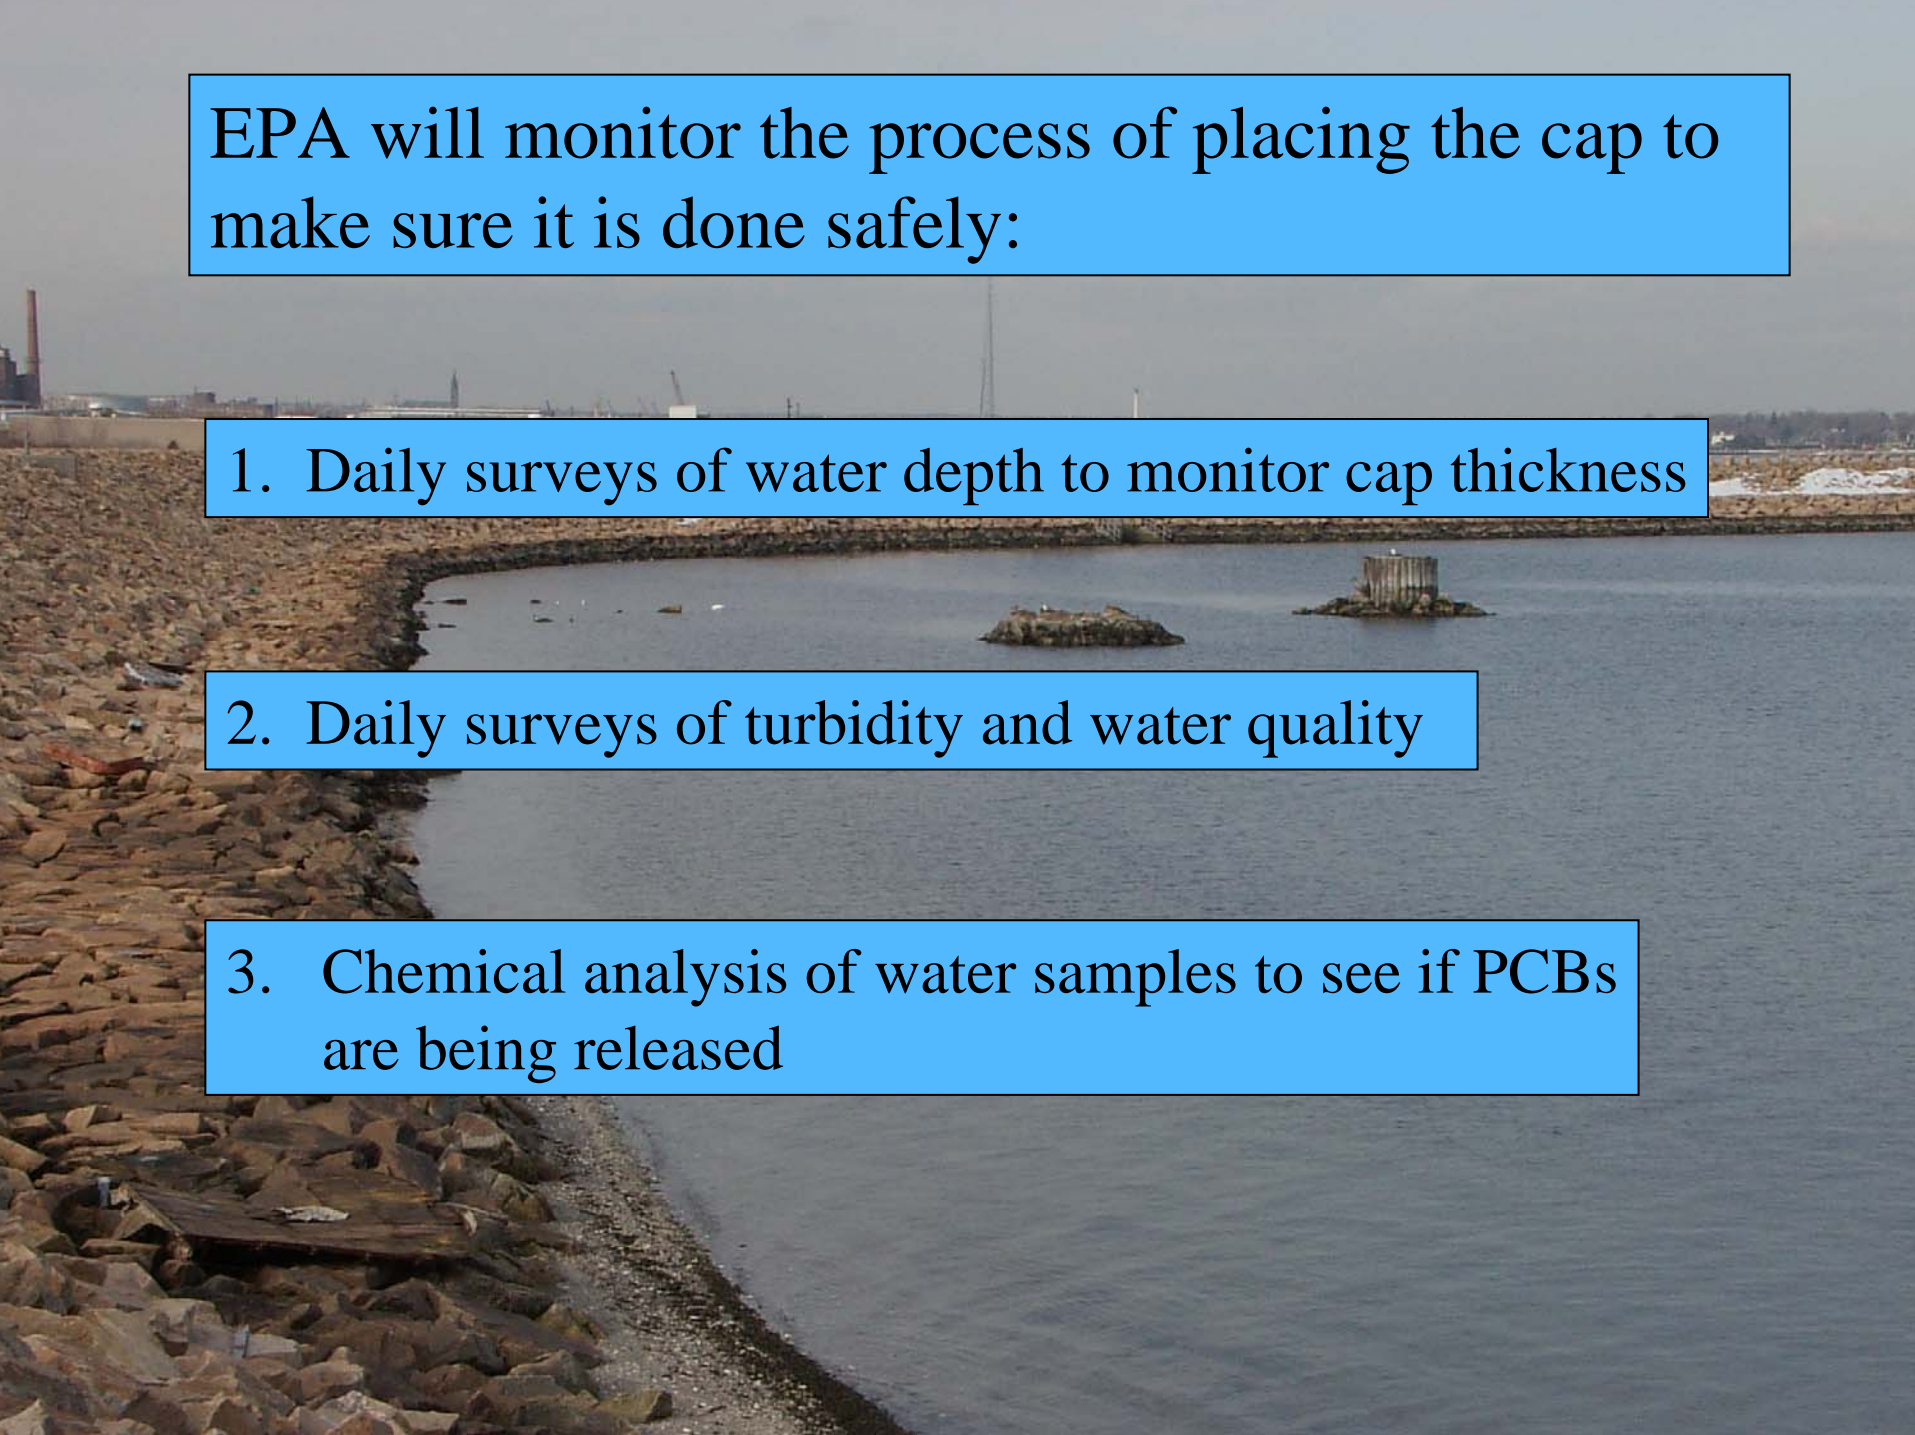 EPA will monitor the process of placing the cap to
make sure it is done safely:
1. Daily surveys of water depth to monitor cap thickness
2. Daily surveys of turbidity and water quality
3. Chemical analysis of water samples to see if PCBs
are being released